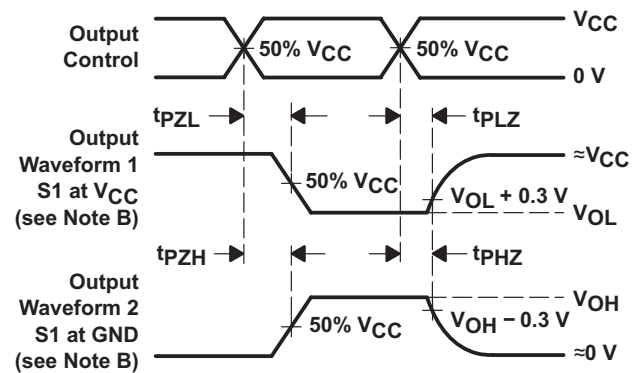 Output
Control
50% VCC
50% VCC
VCC
0 V
tPZL
tPLZ
Output
Waveform 1
S1 at VCC
(see Note B)
50% VCC
≈VCC
VOL + 0.3 V
VOL
tPZH
tPHZ
Output
Waveform 2
S1 at GND
(see Note B)
50% VCC
VOH
VOH − 0.3 V
≈0 V